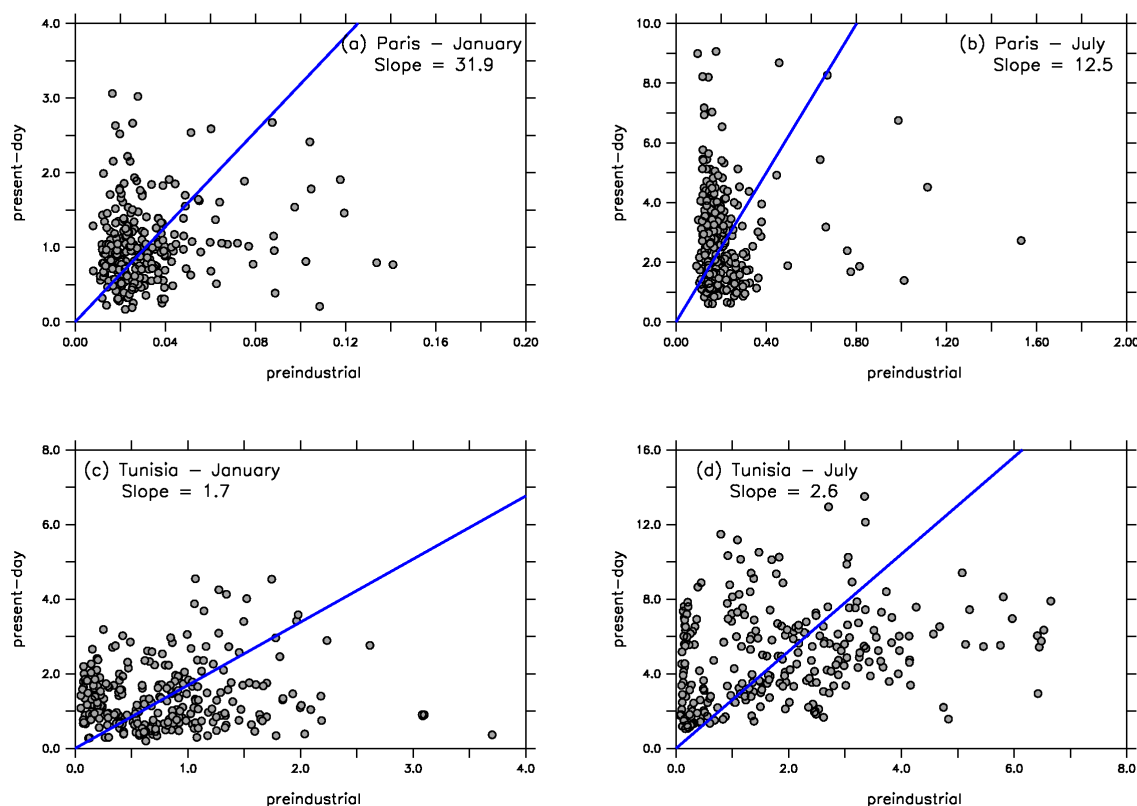 4.0
3.0
2.0
1.0
0.0
present-day
(a) Paris - January
Slope = 31.9
0.00
0.04
0.08
0.12
0.16
0.20
preindustrial
10.0
8.0
6.0
4.0
2.0
0.0
present-day
(b) Paris - July
Slope = 12.5
0.00
0.40
0.80
1.20
1.60
2.00
preindustrial
8.0
6.0
4.0
2.0
0.0
present-day
(c) Tunisia - January
Slope = 1.7
0.0
1.0
2.0
3.0
4.0
preindustrial
16.0
12.0
8.0
4.0
0.0
present-day
(d) Tunisia - July
Slope = 2.6
0.0
2.0
4.0
6.0
8.0
preindustrial